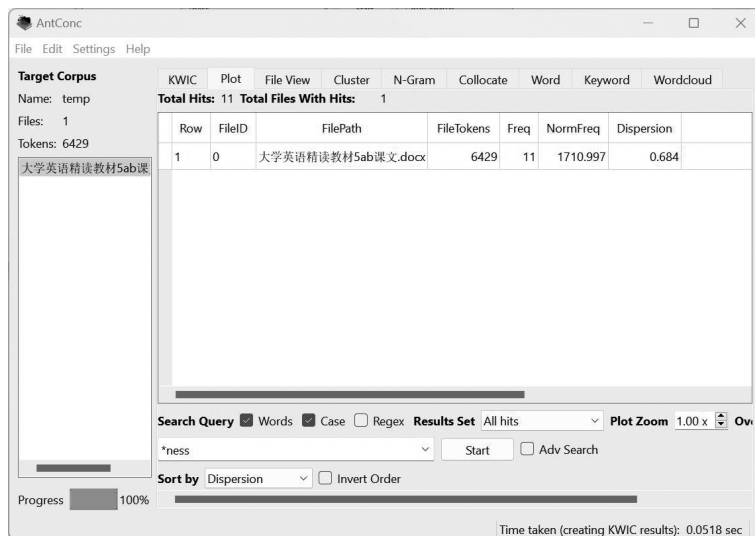 AntConc
File Edit Settings Help
Target Corpus
Name: temp
Files: 1
Tokens: 6429
大学英语精读教材5ab课
Progress 100%
KWIC Plot File View Cluster N-Gram Collocate Word Keyword Wordcloud
Total Hits: 11 Total Files With Hits: 1
Row FileID FilePath FileTokens Freq NormFreq Dispersion
1 0 大学英语精读教材5ab课文.docx 6429 11 1710.997 0.684
Search Query Words Case Regex Results Set All hits Plot Zoom 1.00 x
*ness Start Adv Search
Sort by Dispersion Invert Order
Time taken (creating KWIC results): 0.0518 sec